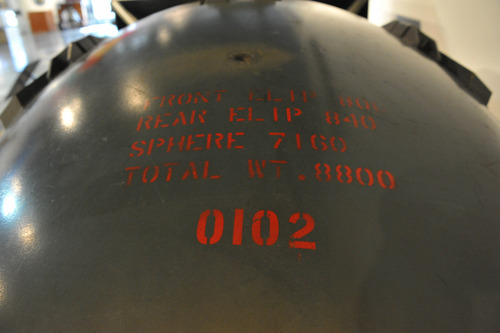 FRONT ELIP 800
REAR ELIP 840
SPHERE 7160
TOTAL WT. 8800
0102